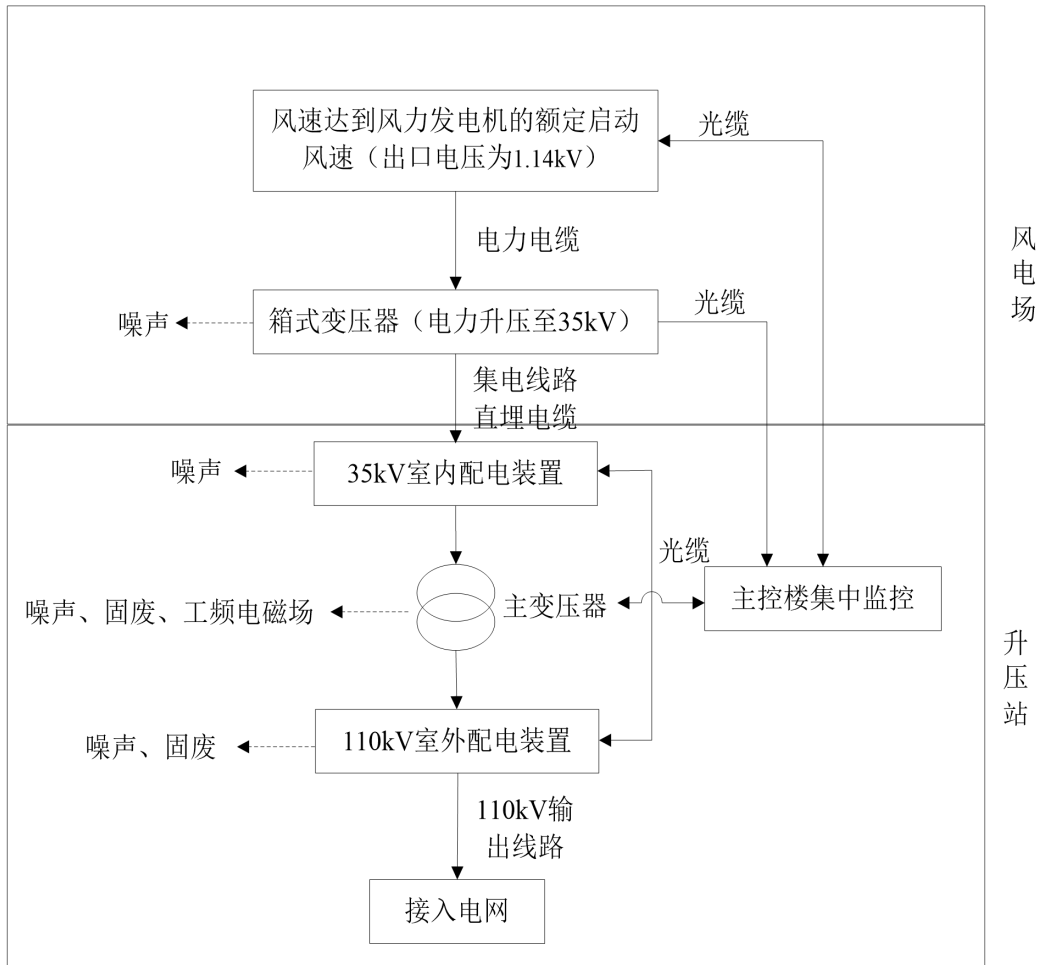 风速达到风力发电机的额定启动
风速（出口电压为1.14kV）
光缆
电力电缆
风
电
场
噪声
箱式变压器（电力升压至35kV）
光缆
集电线路
直埋电缆
噪声
35kV室内配电装置
光缆
噪声、固废、工频电磁场
主变压器
主控楼集中监控
升
压
站
噪声、固废
110kV室外配电装置
110kV输
出线路
接入电网